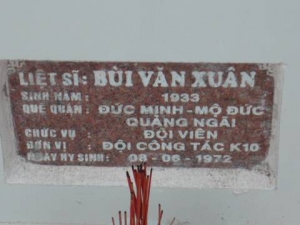 LIỆT SĨ: BÙI VĂN XUÂN
SINH NĂM: 1933
QUÊ QUÁN: ĐỨC MINH - MỘ ĐỨC
QUẢNG NGÃI
CHỨC VỤ: ĐỘI VIÊN
ĐƠN VỊ: ĐỘI CÔNG TÁC K10
NGÀY HY SINH: 08-06-1972